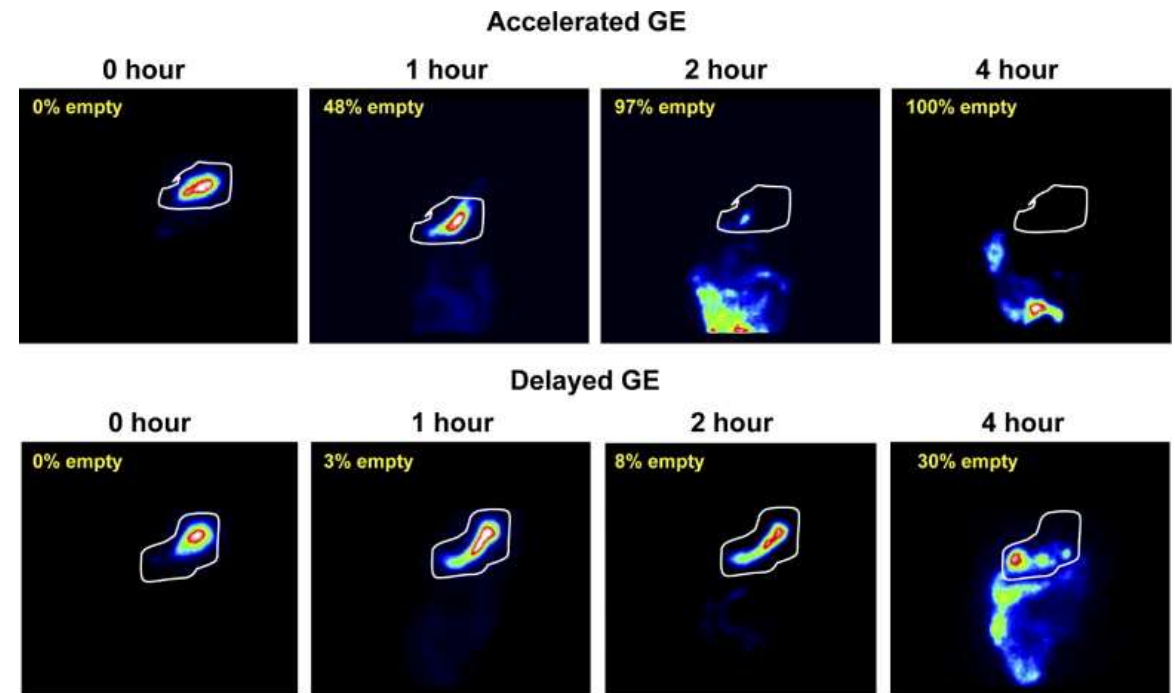 Accelerated GE
0 hour 1 hour 2 hour 4 hour
0% empty 48% empty 97% empty 100% empty
Delayed GE
0 hour 1 hour 2 hour 4 hour
0% empty 3% empty 8% empty 30% empty